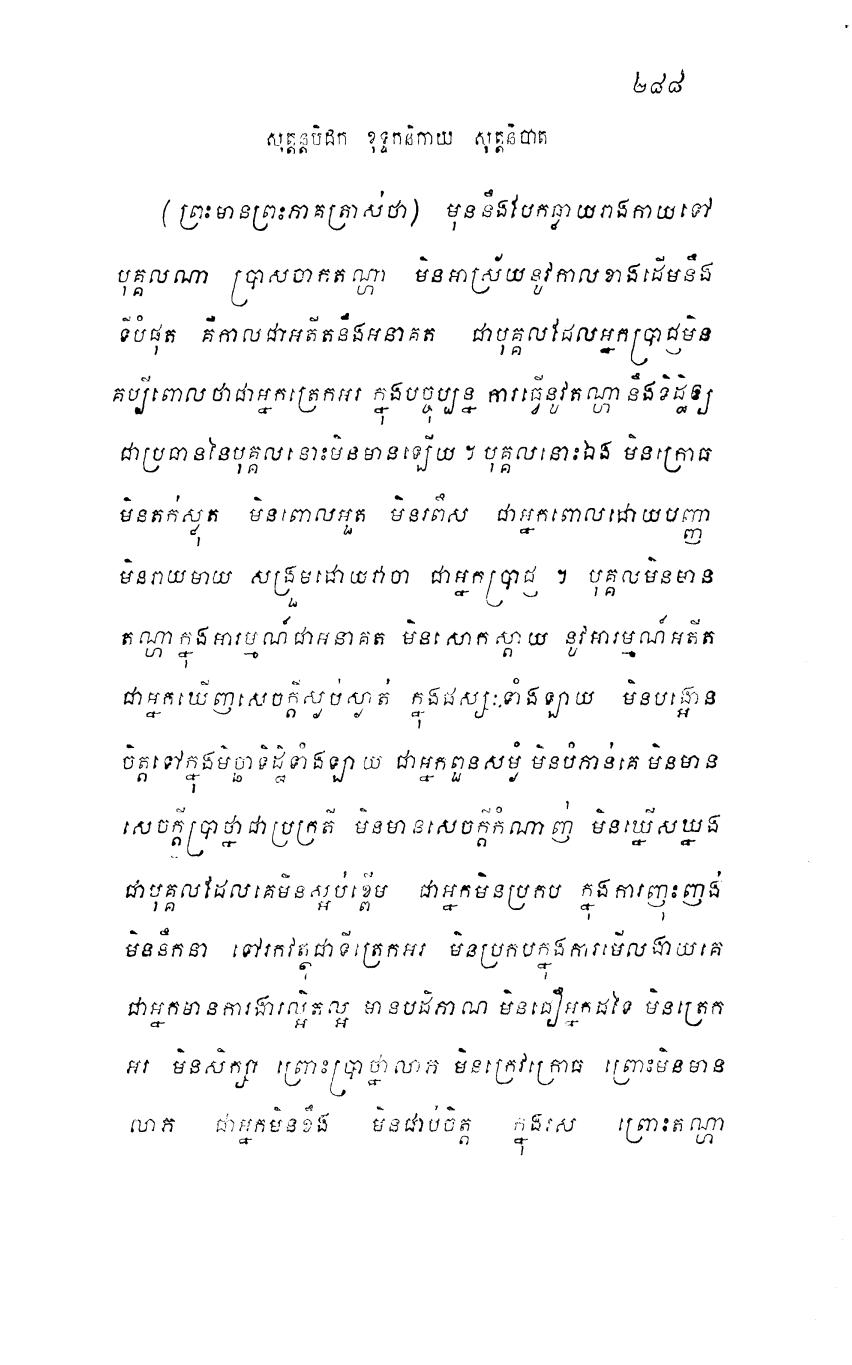 ២៨៨
សុត្តន្តបិដក ខុទ្ទកនិកាយ សុត្តនិបាត
(ព្រះមានព្រះភាគត្រាស់ថា) មុននឹងបែកធ្លាយរាងកាយទៅ
បុគ្គលណា ប្រាសចាកតណ្ហា មិនអាស្រ័យនូវកាលខាងដើមនឹង
ទីបំផុត គឺកាលជាអតីតនឹងអនាគត ជាបុគ្គលដែលអ្នកប្រាជ្ញមិន
គប្បីពោលថាជាអ្នកត្រេកអរ ក្នុងបច្ចុប្បន្ន ការធ្វើនូវតណ្ហានឹងទិដ្ឋិឲ្យ
ជាប្រធាននៃបុគ្គលនោះមិនមានឡើយ ។ បុគ្គលនោះឯង មិនក្រោធ
មិនតក់ស្លុត មិនពោលអួត មិនរពឹស ជាអ្នកពោលដោយបញ្ញា
មិនរាយមាយ សង្រួមដោយវាចា ជាអ្នកប្រាជ្ញ ។ បុគ្គលមិនមាន
តណ្ហាក្នុងអារម្មណ៍ជាអនាគត មិនសោកស្តាយ នូវអារម្មណ៍អតីត
ជាអ្នកឃើញសេចក្តីស្ងប់ស្ងាត់ ក្នុងផស្សៈទាំងឡាយ មិនបង្អោន
ចិត្តទៅក្នុងមិច្ឆាទិដ្ឋិទាំងឡាយ ជាអ្នកពួនសម្ងំ មិនបំកាន់គេ មិនមាន
សេចក្តីប្រាថ្នាជាប្រក្រតី មិនមានសេចក្តីកំណាញ់ មិនឃ្នើសឃ្នង
ជាបុគ្គលដែលគេមិនស្អប់ខ្ពើម ជាអ្នកមិនប្រកប ក្នុងការញុះញង់
មិននឹកនា ទៅរកវត្ថុជាទីត្រេកអរ មិនប្រកបក្នុងការមើលងាយគេ
ជាអ្នកមានការងារល្អិតល្អ មានបដិភាណ មិនជឿអ្នកដទៃ មិនត្រេក
អរ មិនសិក្សា ព្រោះប្រាថ្នាលាភ មិនក្រេវក្រោធ ព្រោះមិនមាន
លាភ ជាអ្នកមិនខឹង មិនជាប់ចិត្ត ក្នុងរស ព្រោះតណ្ហា